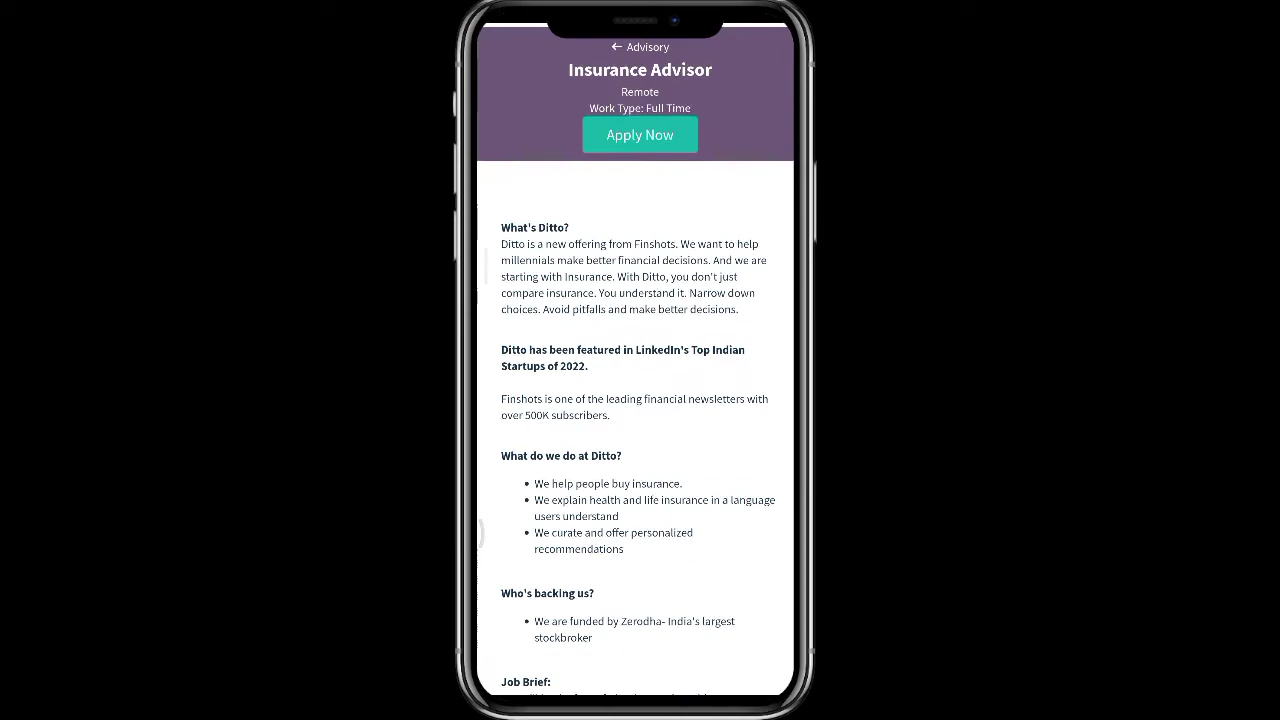 ← Advisory
Insurance Advisor
Remote
Work Type: Full Time
Apply Now
What's Ditto?
Ditto is a new offering from Finshots. We want to help
millennials make better financial decisions. And we are
starting with Insurance. With Ditto, you don't just
compare insurance. You understand it. Narrow down
choices. Avoid pitfalls and make better decisions.
Ditto has been featured in LinkedIn's Top Indian
Startups of 2022.
Finshots is one of the leading financial newsletters with
over 500K subscribers.
What do we do at Ditto?
• We help people buy insurance.
• We explain health and life insurance in a language
users understand
• We curate and offer personalized
recommendations
Who's backing us?
• We are funded by Zerodha- India's largest
stockbroker
Job Brief: